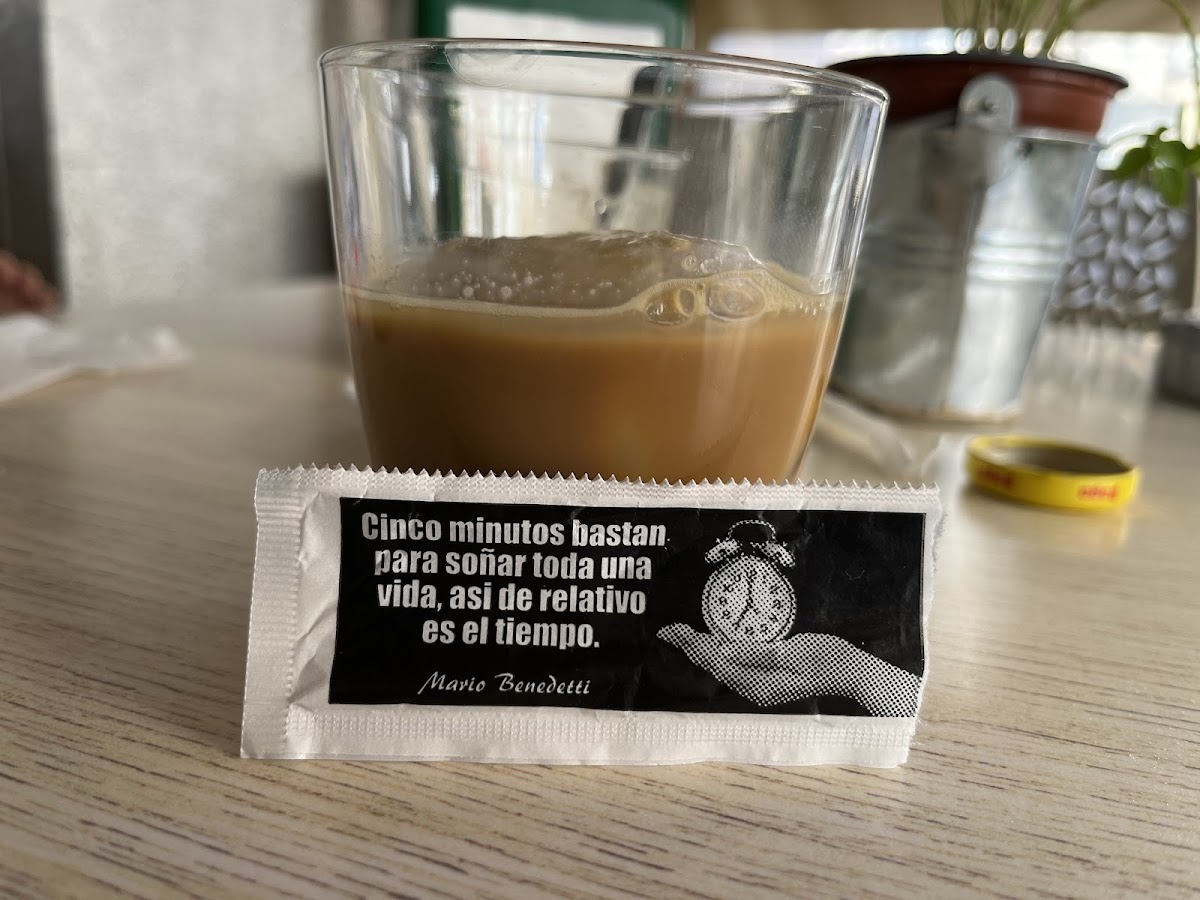 Cinco minutos bastan
para soñar toda una
vida, asi de relativo
es el tiempo.
Mario Benedetti